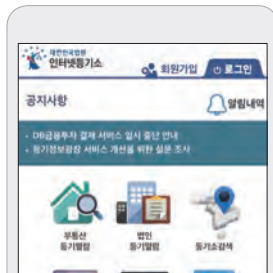 대한민국법원
인터넷등기소
회원가입
로그인
공지사항
알림내역
• DB금융투자 결제 서비스 일시 중단 안내
• 등기정보광장 서비스 개선을 위한 설문 조사
부동산
등기열람
법인
등기열람
등기소검색